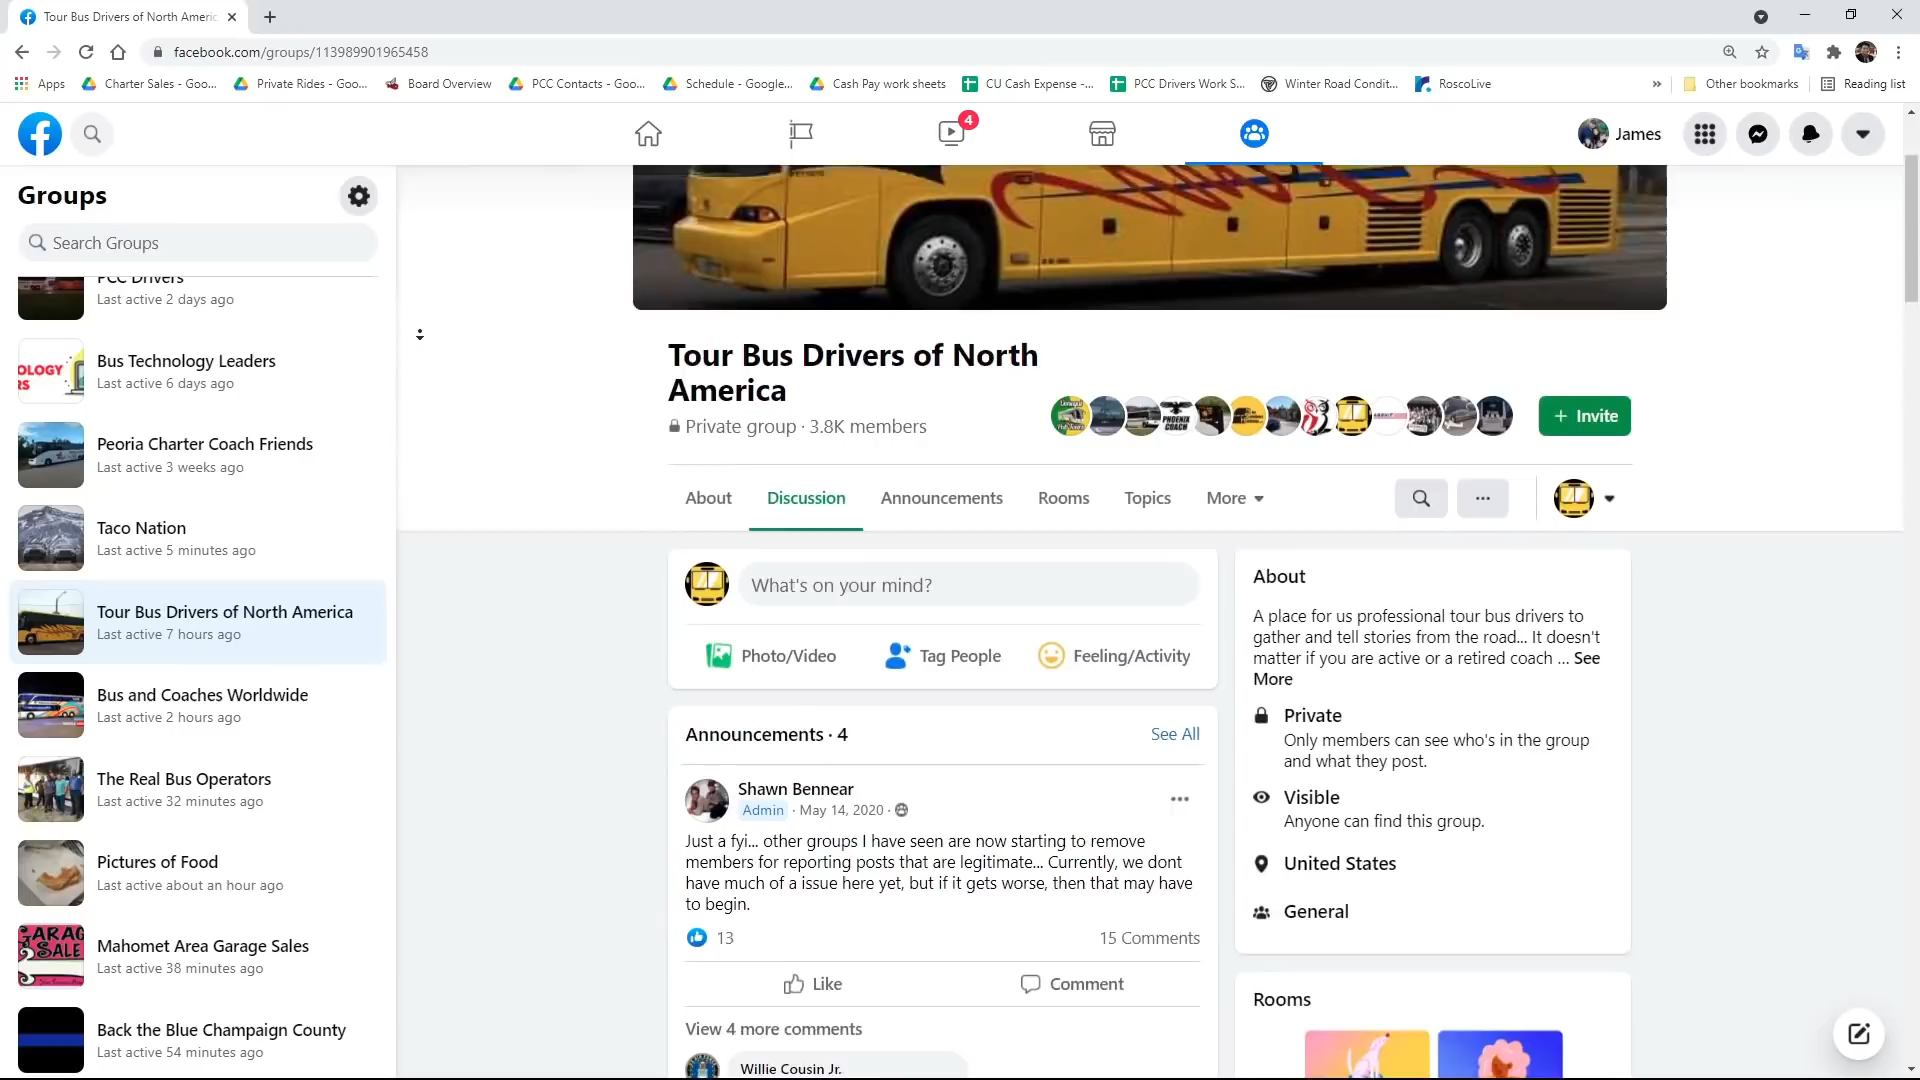 Tour Bus Drivers of North Americ
facebook.com/groups/113989901965458
Apps
Charter Sales - Goo...
Private Rides - Goo...
Board Overview
PCC Contacts - Goo...
Schedule - Google...
Cash Pay work sheets
CU Cash Expense -...
PCC Drivers Work S...
Winter Road Condit...
RoscoLive
»
Other bookmarks
Reading list
4
James
Groups
Search Groups
PCC Drivers
Last active 2 days ago
OLOGY
RS
Bus Technology Leaders
Last active 6 days ago
Peoria Charter Coach Friends
Last active 3 weeks ago
Taco Nation
Last active 5 minutes ago
Tour Bus Drivers of North America
Last active 7 hours ago
Bus and Coaches Worldwide
Last active 2 hours ago
The Real Bus Operators
Last active 32 minutes ago
Pictures of Food
Last active about an hour ago
GARAG
SALE
Mahomet Area Garage Sales
Last active 38 minutes ago
Back the Blue Champaign County
Last active 54 minutes ago
Tour Bus Drivers of North
America
Private group · 3.8K members
PHOENIX
COACH
+ Invite
About
Discussion
Announcements
Rooms
Topics
More
What's on your mind?
Photo/Video
Tag People
Feeling/Activity
Announcements · 4
See All
Shawn Bennear
Admin · May 14, 2020 ·
Just a fyi... other groups I have seen are now starting to remove
members for reporting posts that are legitimate... Currently, we dont
have much of a issue here yet, but if it gets worse, then that may have
to begin.
13
15 Comments
Like
Comment
View 4 more comments
Willie Cousin Jr.
About
A place for us professional tour bus drivers to
gather and tell stories from the road... It doesn't
matter if you are active or a retired coach ... See
More
Private
Only members can see who's in the group
and what they post.
Visible
Anyone can find this group.
United States
General
Rooms